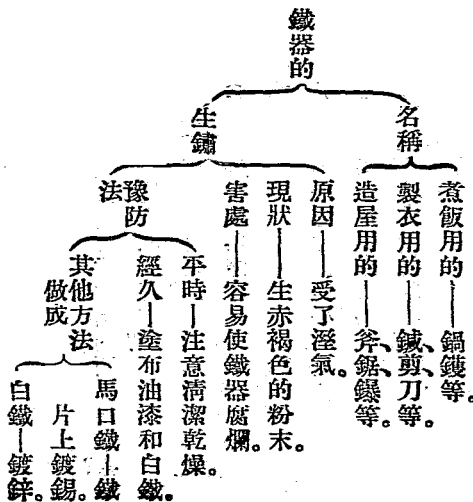 鐵器的
名稱
煮飯用的——鍋鑊等。
製衣用的——鍼、剪刀等。
造屋用的——斧、鋸、鏍等。
生鏽
原因——受了溼氣。
現狀——生赤褐色的粉末。
害處——容易使鐵器腐爛。
豫防
法
平時——注意清潔乾燥。
經久——塗布油漆和白鐵。
其他方法
做成
馬口鐵——鐵
片上鍍錫。
白鐵——鍍鋅。